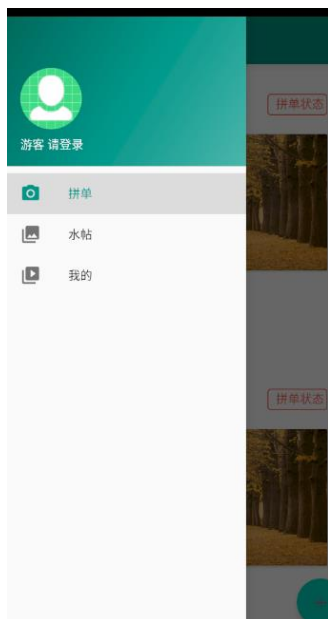 拼单状态
游客 请登录
拼单
水帖
我的
拼单状态